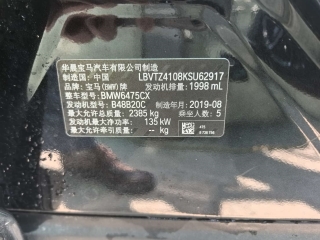 华晨宝马汽车有限公司制造
制造国:中国 LBVTZ4108KSU62917
品牌:宝马(BMW)牌 发动机排量:1998 mL
整车型号:BMW6475CX
发动机型号:B48B20C 制造年月:2019-08
最大允许总质量:2385 kg 乘坐人数:5
发动机最大净功率:135 kW
最大允许牵引质量: kg